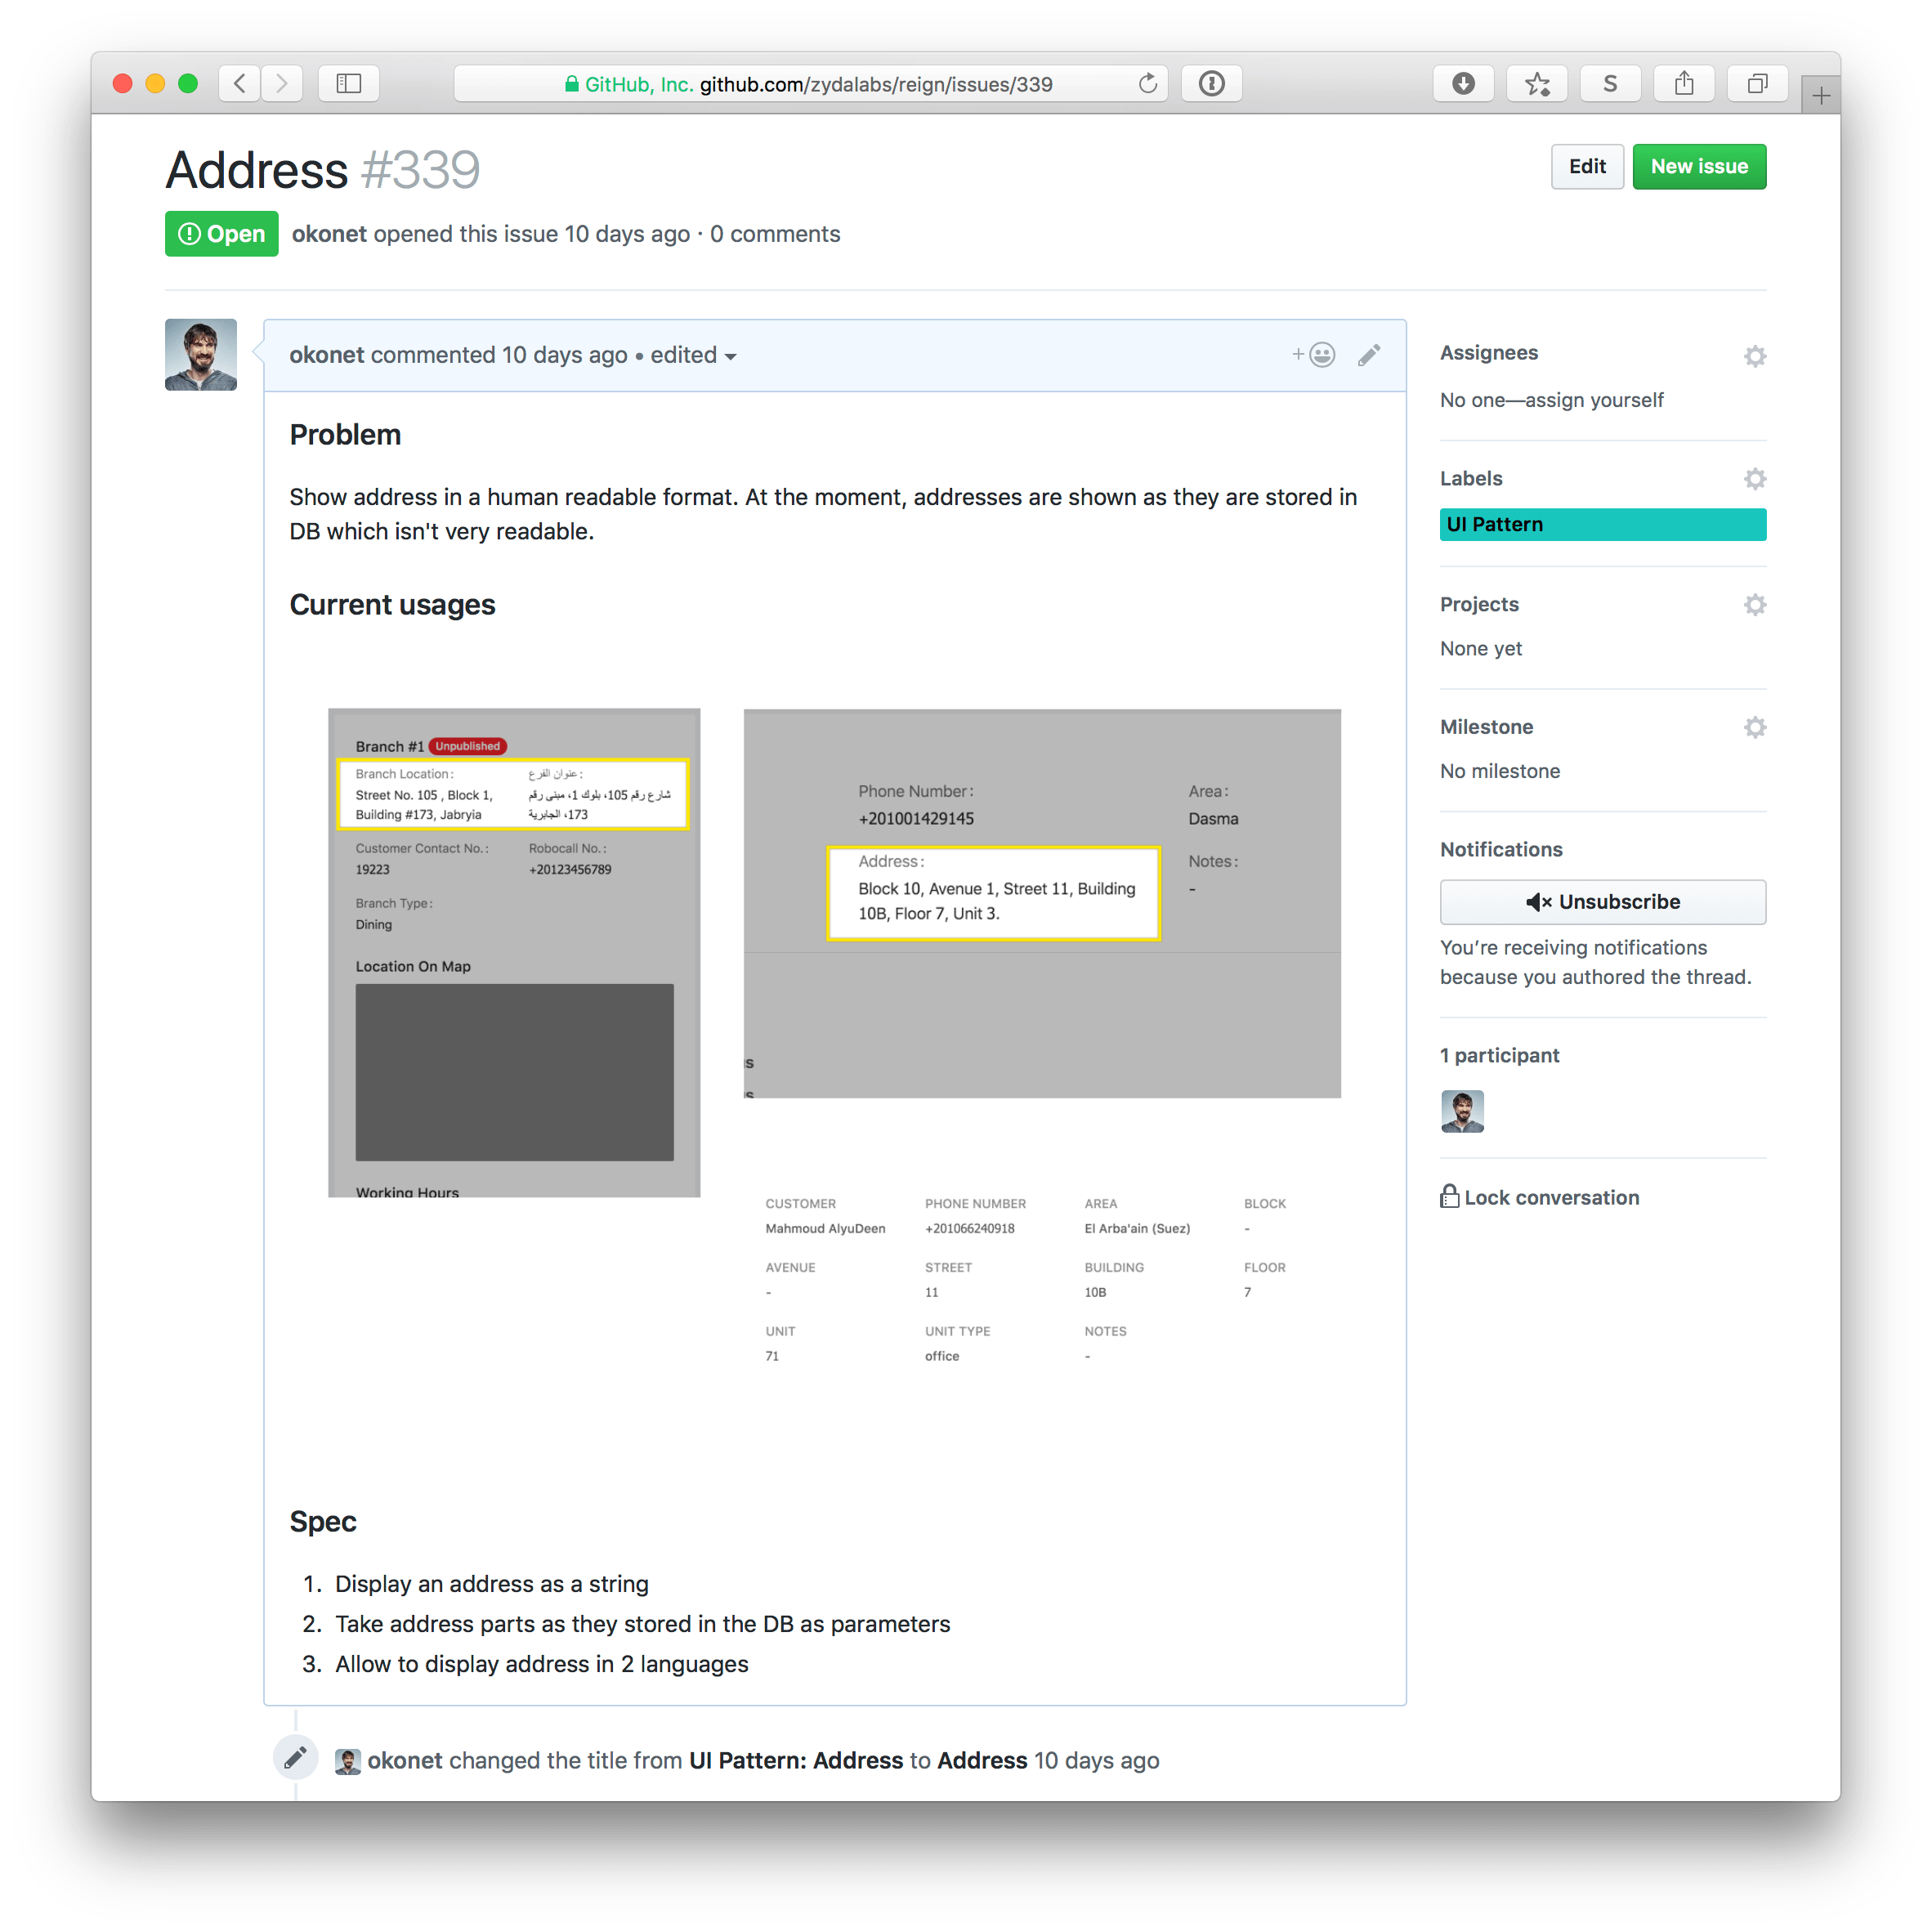 GitHub, Inc. github.com/zydalabs/reign/issues/339
S
Address #339
Edit
New issue
Open
okonet opened this issue 10 days ago · 0 comments
okonet commented 10 days ago • edited
Problem
Show address in a human readable format. At the moment, addresses are shown as they are stored in
DB which isn't very readable.
Current usages
Branch #1 Unpublished
Branch Location:
Street No. 105 , Block 1,
Building #173, Jabryia
عنوان الفرع:
شارع رقم 105، بلوك 1، مبنى رقم
173، الجابرية
Customer Contact No.:
19223
Robocall No.:
+20123456789
Branch Type:
Dining
Location On Map
Working Hours
Phone Number:
+201001429145
Area:
Dasma
Address:
Block 10, Avenue 1, Street 11, Building
10B, Floor 7, Unit 3.
Notes:
-
CUSTOMER PHONE NUMBER AREA BLOCK
Mahmoud AlyuDeen +201066240918 El Arba'ain (Suez) -
AVENUE STREET BUILDING FLOOR
- 11 10B 7
UNIT UNIT TYPE NOTES
71 office -
Spec
1. Display an address as a string
2. Take address parts as they stored in the DB as parameters
3. Allow to display address in 2 languages
okonet changed the title from UI Pattern: Address to Address 10 days ago
Assignees
No one—assign yourself
Labels
UI Pattern
Projects
None yet
Milestone
No milestone
Notifications
Unsubscribe
You’re receiving notifications
because you authored the thread.
1 participant
Lock conversation